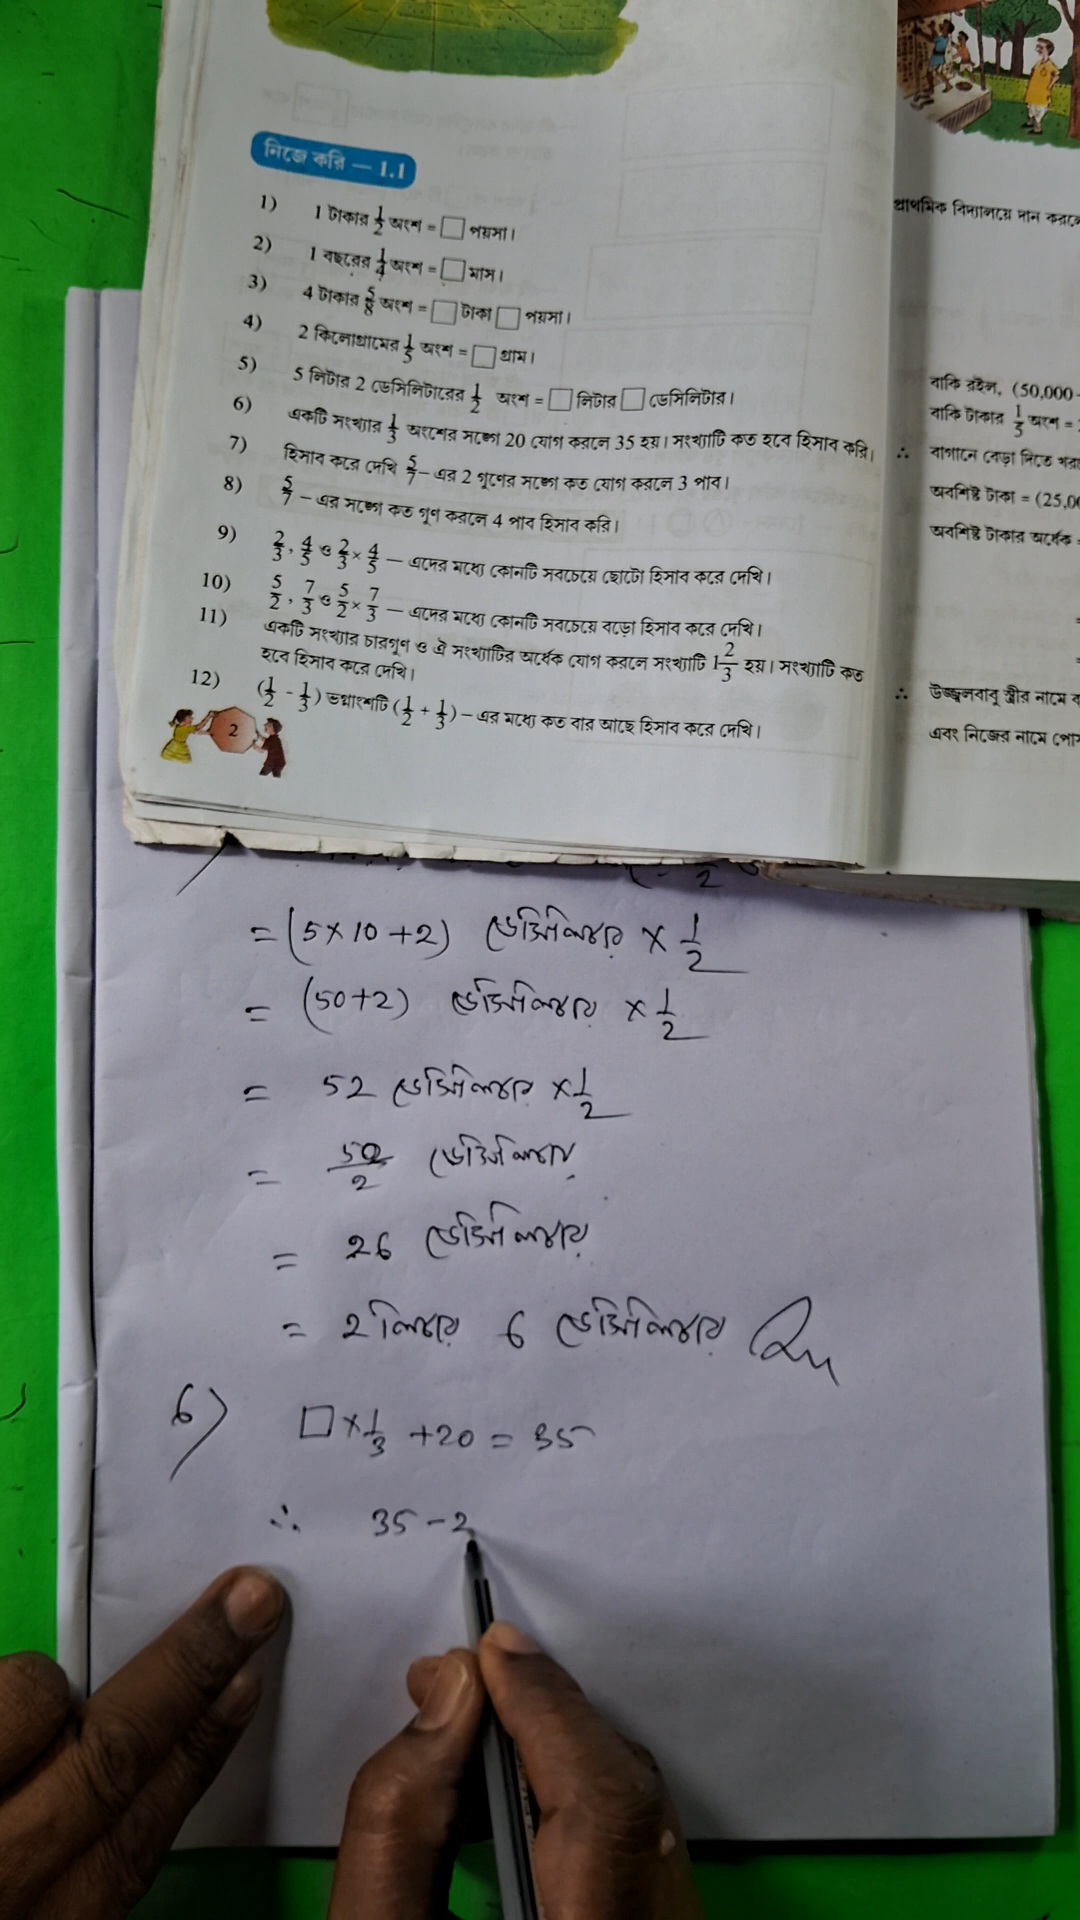 নিজে করি — 1.1
1) 1 টাকার 1/2 অংশ = □ পয়সা।
2) 1 বছরের 1/4 অংশ = □ মাস।
3) 4 টাকার 5/8 অংশ = □ টাকা □ পয়সা।
4) 2 কিলোগ্রামের 1/5 অংশ = □ গ্রাম।
5) 5 লিটার 2 ডেসিলিটারের 1/2 অংশ = □ লিটার □ ডেসিলিটার।
6) একটি সংখ্যার 1/3 অংশের সঙ্গে 20 যোগ করলে 35 হয়। সংখ্যাটি কত হবে হিসাব করি।
7) হিসাব করে দেখি 5/7 – এর 2 গুণের সঙ্গে কত যোগ করলে 3 পাব।
8) 5/7 – এর সঙ্গে কত গুণ করলে 4 পাব হিসাব করি।
9) 2/3, 4/5 ও 2/3 × 4/5 — এদের মধ্যে কোনটি সবচেয়ে ছোটো হিসাব করে দেখি।
10) 5/2, 7/3 ও 5/2 × 7/3 — এদের মধ্যে কোনটি সবচেয়ে বড়ো হিসাব করে দেখি।
11) একটি সংখ্যার চারগুণ ও ঐ সংখ্যাটির অর্ধেক যোগ করলে সংখ্যাটি 1 2/3 হয়। সংখ্যাটি কত
হবে হিসাব করে দেখি।
12) (1/2 - 1/3) ভগ্নাংশটি (1/2 + 1/3) – এর মধ্যে কত বার আছে হিসাব করে দেখি।
2
প্রাথমিক বিদ্যালয়ে দান করলে
বাকি রইল, (50,000
বাকি টাকার 1/3 অংশ =
∴ বাগানে বেড়া দিতে
অবশিষ্ট টাকা = (25,0
অবশিষ্ট টাকার অর্ধেক
∴ উজ্জ্বলবাবু স্ত্রীর নামে
এবং নিজের নামে
= (5×10+2) ডেসিলিটার × 1/2
= (50+2) ডেসিলিটার × 1/2
= 52 ডেসিলিটার × 1/2
= 52/2 ডেসিলিটার
= 26 ডেসিলিটার
= 2 লিটার 6 ডেসিলিটার
6) □ × 1/3 + 20 = 35
∴ 35 – 2